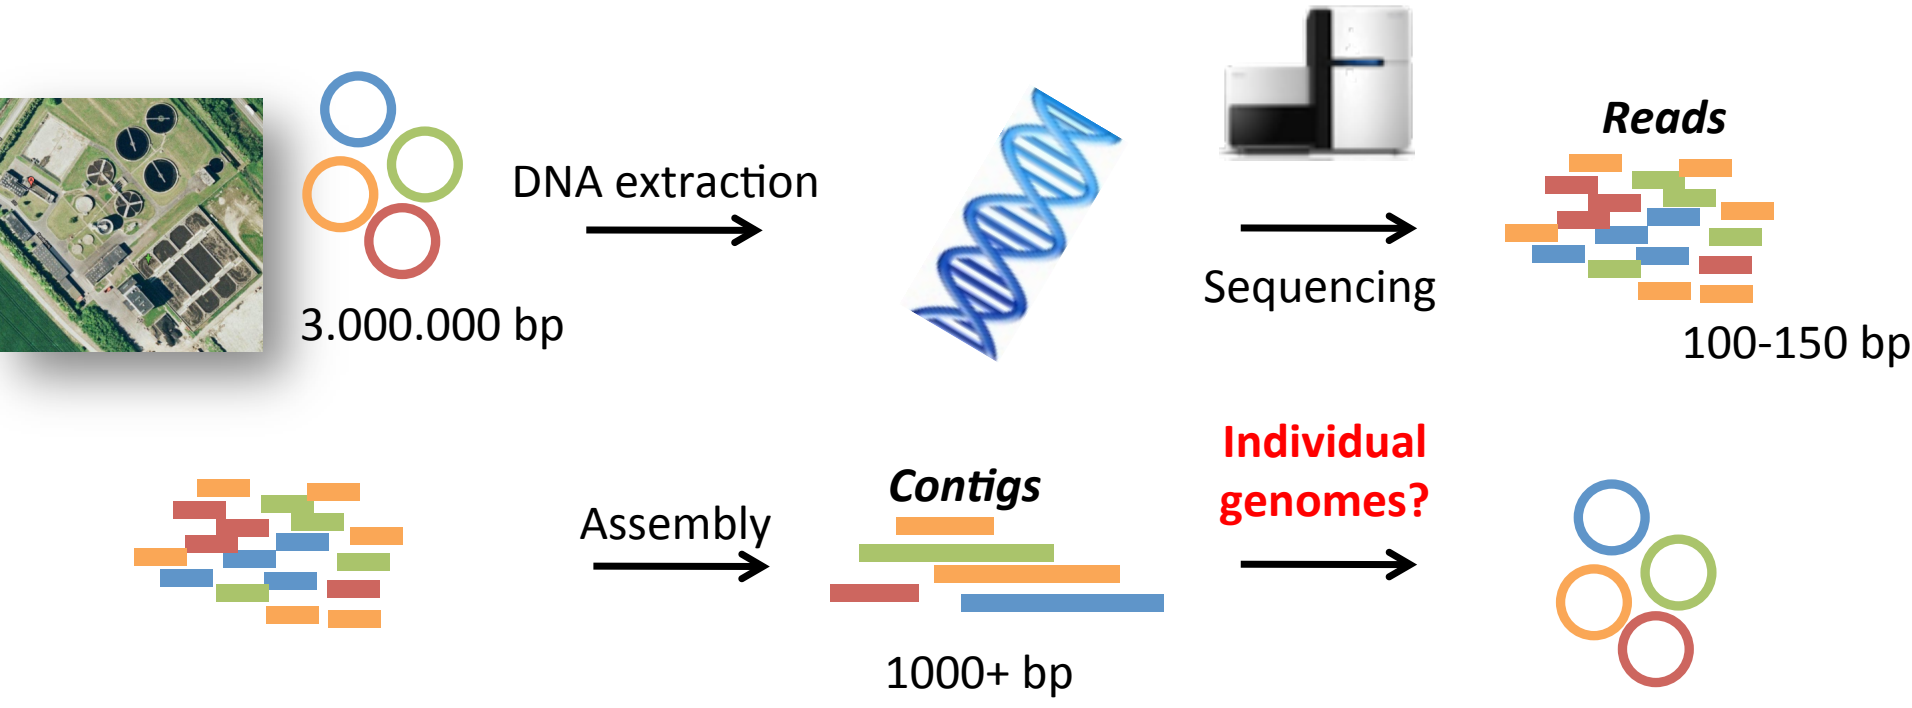 DNA extraction
3.000.000 bp
Sequencing
Reads
100-150 bp
Assembly
Contigs
1000+ bp
Individual
genomes?